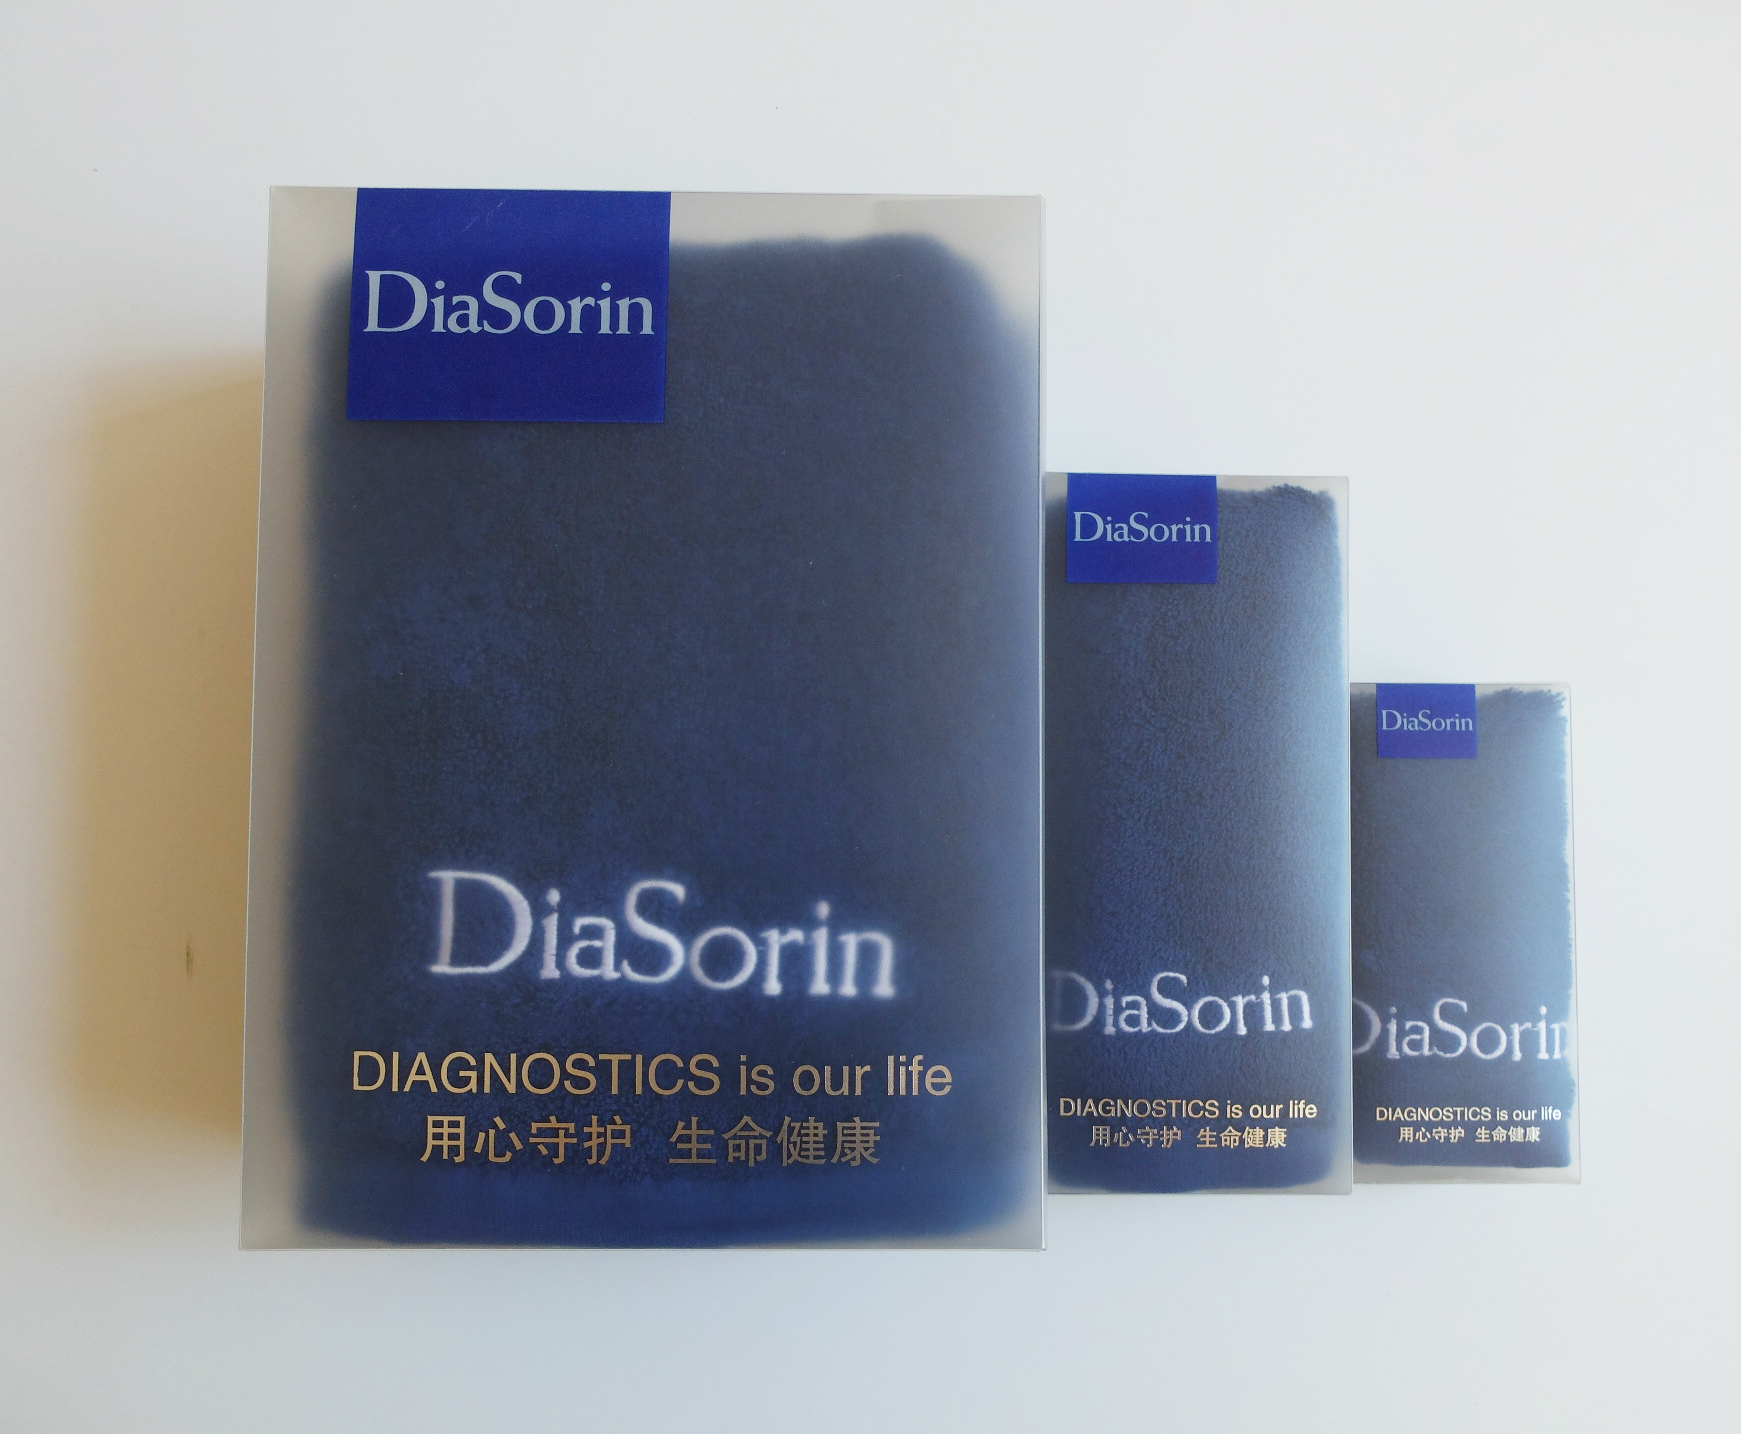 DiaSorin
DiaSorin
DIAGNOSTICS is our life
用心守护 生命健康
DiaSorin
DiaSorin
DIAGNOSTICS is our life
用心守护 生命健康
DiaSorin
DiaSorin
DIAGNOSTICS is our life
用心守护 生命健康